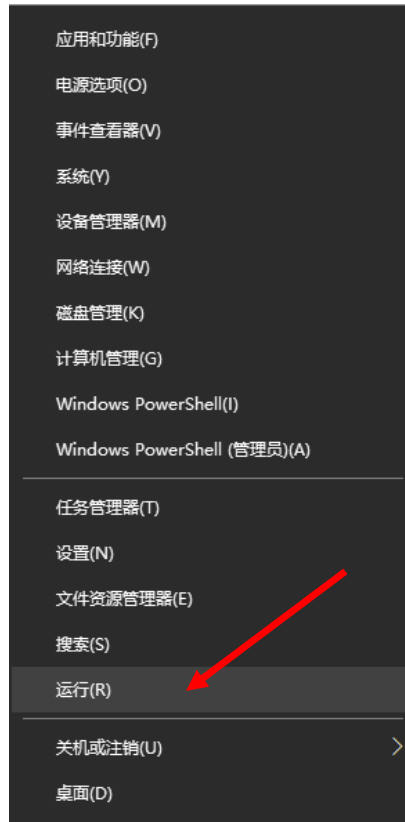 应用和功能(F)
电源选项(O)
事件查看器(V)
系统(Y)
设备管理器(M)
网络连接(W)
磁盘管理(K)
计算机管理(G)
Windows PowerShell(I)
Windows PowerShell (管理员)(A)
任务管理器(T)
设置(N)
文件资源管理器(E)
搜索(S)
运行(R)
关机或注销(U)
桌面(D)